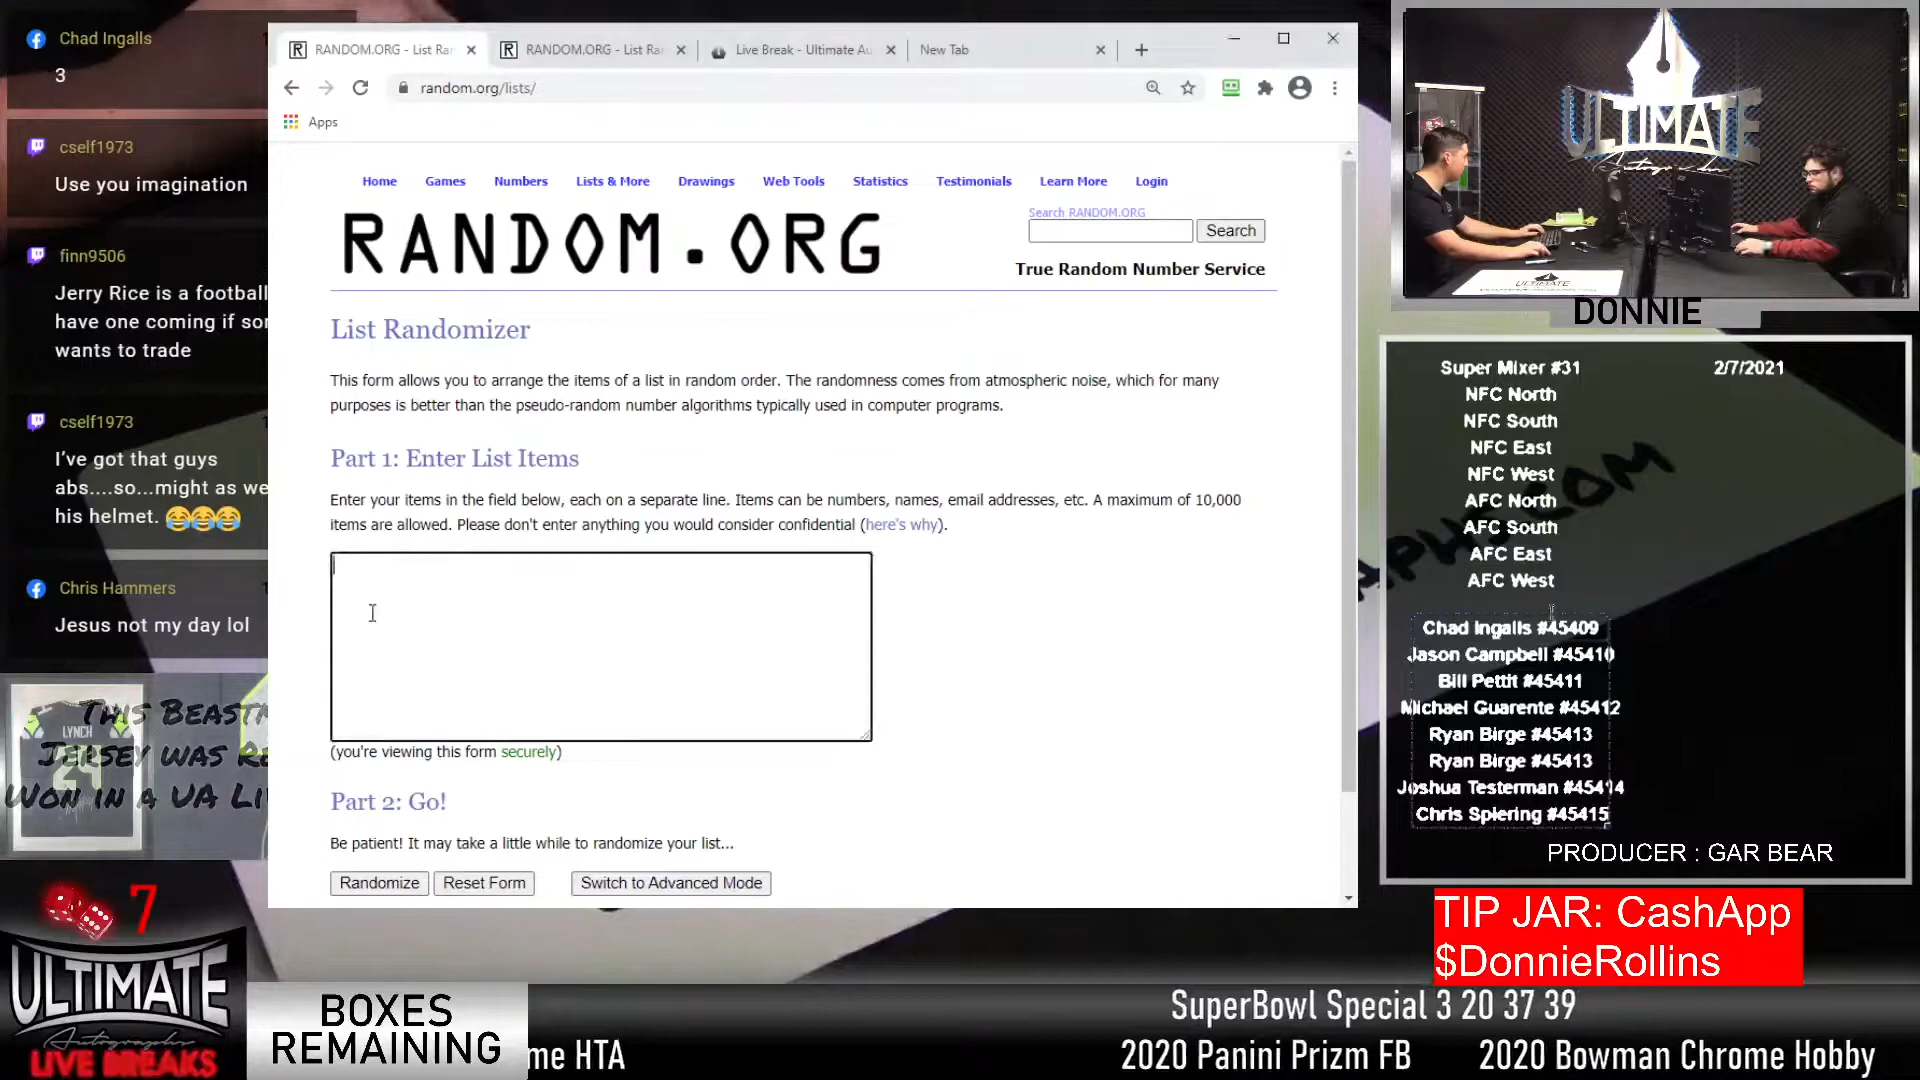 Chad Ingalls
3
cself1973
Use you imagination
finn9506
Jerry Rice is a football
have one coming if
wants to trade
cself1973
I've got that guys
abs....so...might as we
his helmet. 😂😂😂
Chris Hammers
Jesus not my day lol
THIS
JERSEY WAS
WON IN A UA
LYNCH
24
7
ULTIMATE
Autographs
LIVE BREAKS
BOXES
REMAINING
RANDOM.ORG - List Ra
RANDOM.ORG - List Ra
Live Break - Ultimate Au
New Tab
random.org/lists/
Apps
Home Games Numbers Lists & More Drawings Web Tools Statistics Testimonials Learn More Login
RANDOM.ORG
Search RANDOM.ORG
Search
True Random Number Service
List Randomizer
This form allows you to arrange the items of a list in random order. The randomness comes from atmospheric noise, which for many
purposes is better than the pseudo-random number algorithms typically used in computer programs.
Part 1: Enter List Items
Enter your items in the field below, each on a separate line. Items can be numbers, names, email addresses, etc. A maximum of 10,000
items are allowed. Please don't enter anything you would consider confidential (here's why).
(you're viewing this form securely)
Part 2: Go!
Be patient! It may take a little while to randomize your list...
Randomize Reset Form Switch to Advanced Mode
ULTIMATE
Autographs
ULTIMATE
DONNIE
Super Mixer #31 2/7/2021
NFC North
NFC South
NFC East
NFC West
AFC North
AFC South
AFC East
AFC West
Chad Ingalls #45409
Jason Campbell #45410
Bill Pettit #45411
Michael Guarente #45412
Ryan Birge #45413
Ryan Birge #45413
Joshua Testerman #45414
Chris Spiering #45415
PRODUCER : GAR BEAR
TIP JAR: CashApp
$DonnieRollins
SuperBowl Special 3 20 37 39
me HTA 2020 Panini Prizm FB 2020 Bowman Chrome Hobby